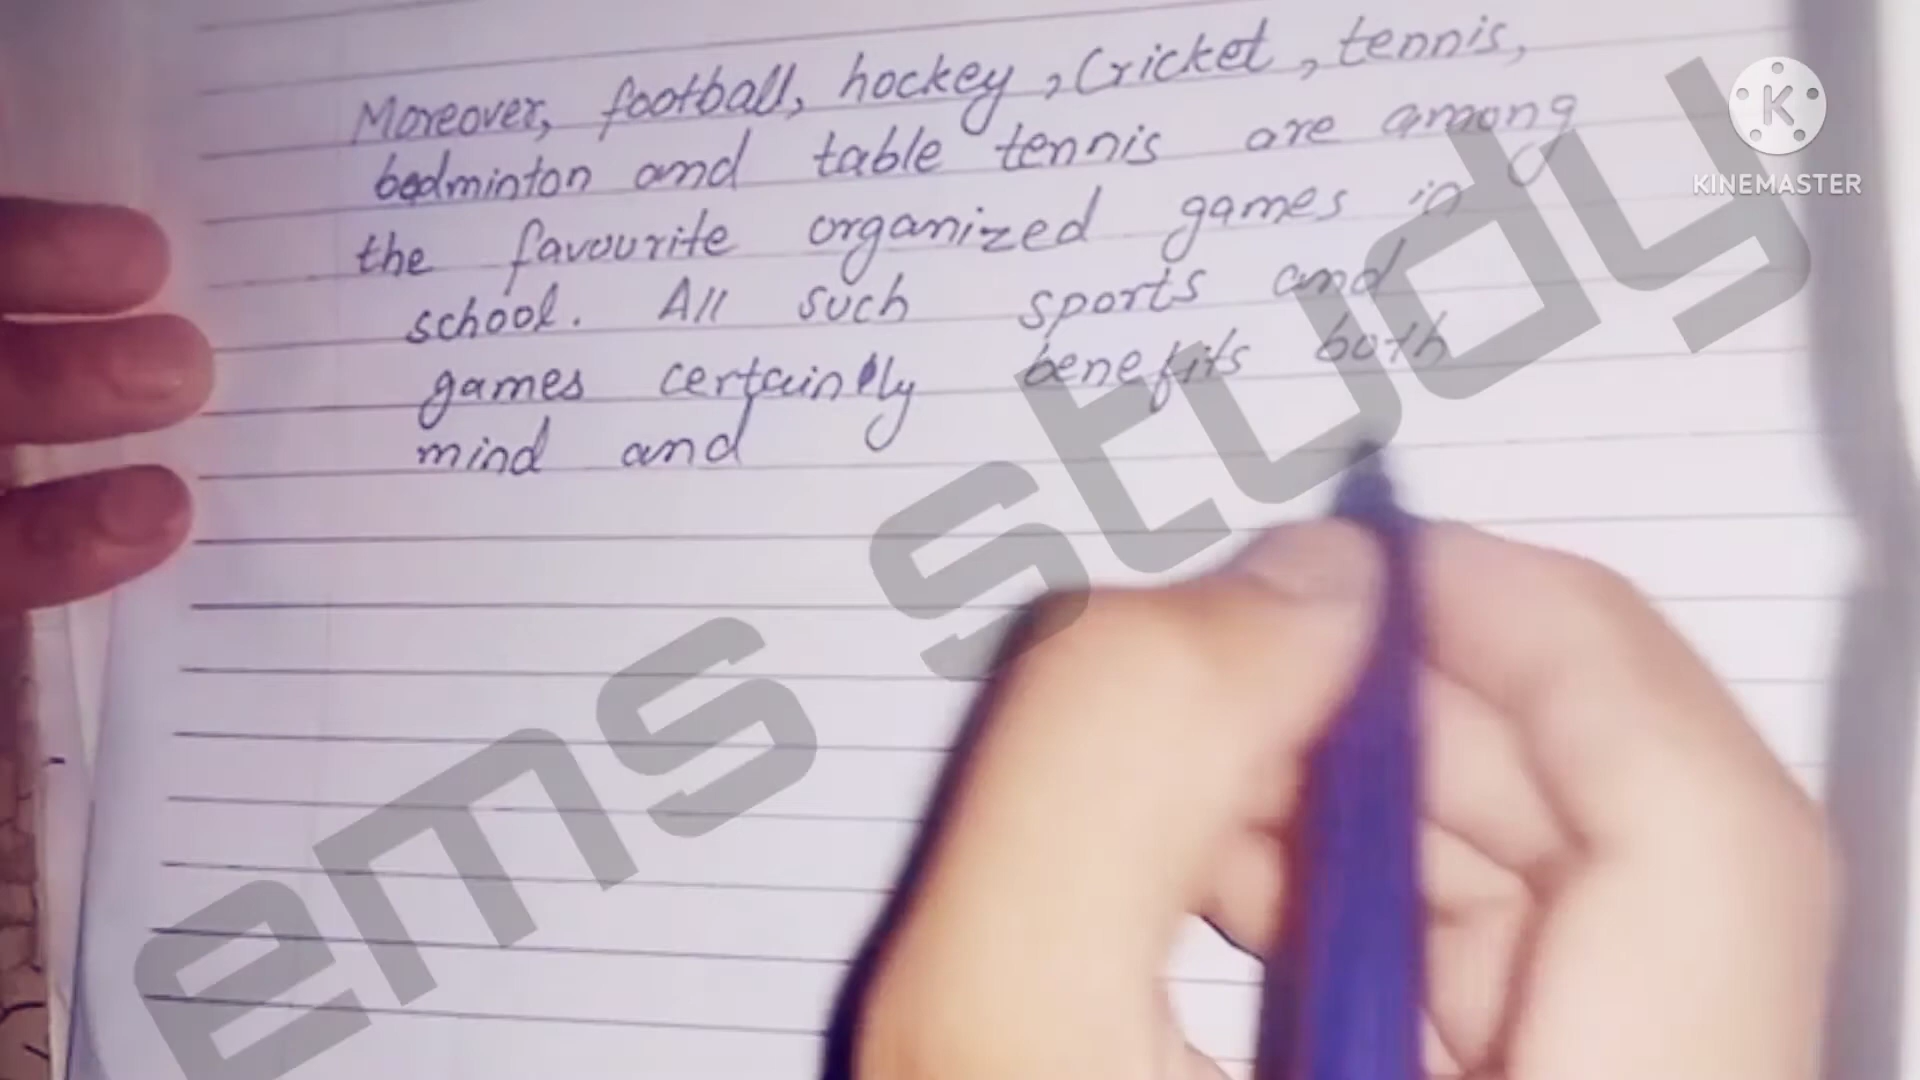 Moreover, football, hockey, Cricket, tennis,
bedminton and table tennis are among
the favourite organized games in
school. All such sports and
games certainly benefits both
mind and
KINEMASTER
ems study